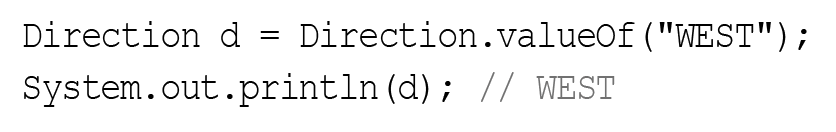 Direction d = Direction.valueOf("WEST");
System.out.println(d); // WEST